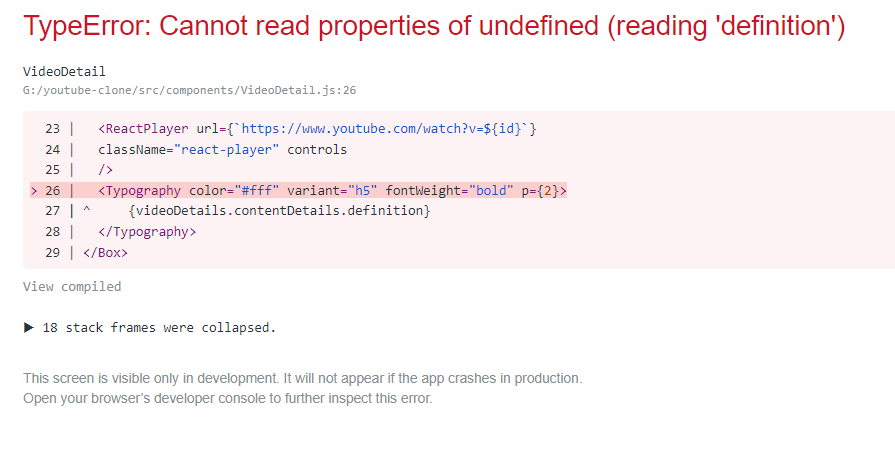 TypeError: Cannot read properties of undefined (reading 'definition')
VideoDetail
G:/youtube-clone/src/components/VideoDetail.js:26
23 |   <ReactPlayer url={`https://www.youtube.com/watch?v=${id}`}
24 |   className="react-player" controls
25 |   />
> 26 |   <Typography color="#fff" variant="h5" fontWeight="bold" p={2}>
27 | ^     {videoDetails.contentDetails.definition}
28 |   </Typography>
29 | </Box>
View compiled
▶ 18 stack frames were collapsed.
This screen is visible only in development. It will not appear if the app crashes in production.
Open your browser’s developer console to further inspect this error.